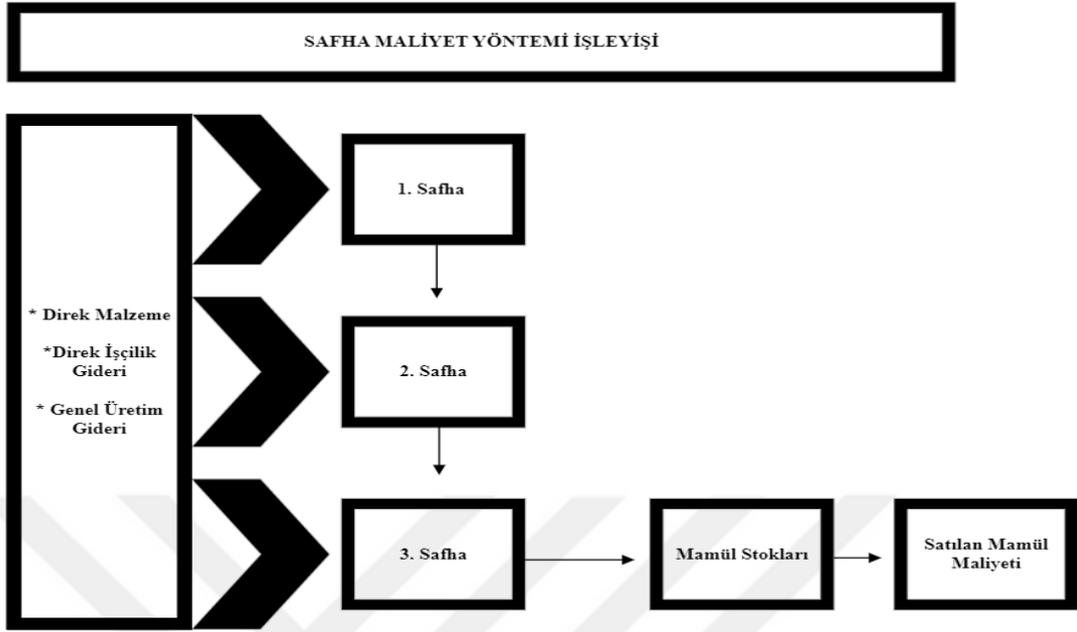 SAFHA MALİYET YÖNTEMİ İŞLEYİŞİ
* Direk Malzeme
*Direk İşçilik
Gideri
* Genel Üretim
Gideri
1. Safha
2. Safha
3. Safha
Mamül Stokları
Satılan Mamül
Maliyeti